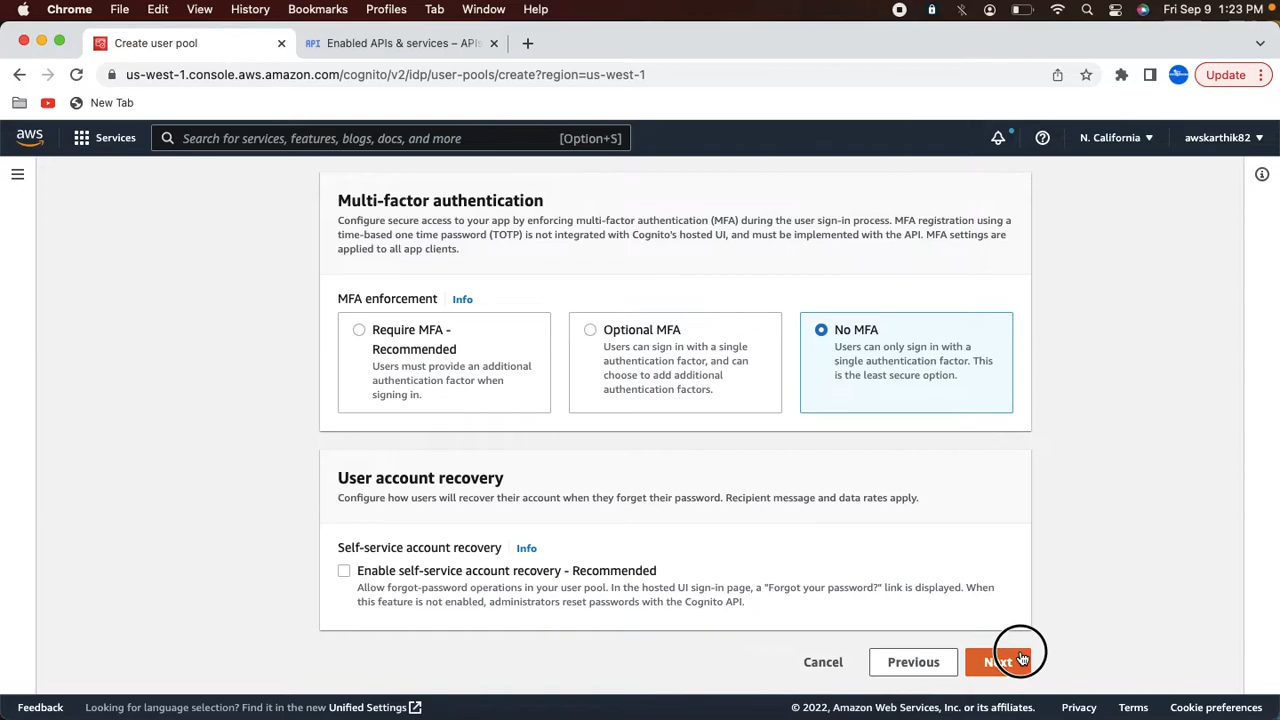 Chrome File Edit View History Bookmarks Profiles Tab Window Help Fri Sep 9 1:23 PM
Create user pool API Enabled APIs & services – APIs
us-west-1.console.aws.amazon.com/cognito/v2/idp/user-pools/create?region=us-west-1 Update
New Tab
aws Services Search for services, features, blogs, docs, and more [Option+S] N. California awskarthik82
Multi-factor authentication
Configure secure access to your app by enforcing multi-factor authentication (MFA) during the user sign-in process. MFA registration using a
time-based one time password (TOTP) is not integrated with Cognito's hosted UI, and must be implemented with the API. MFA settings are
applied to all app clients.
MFA enforcement Info
Require MFA -
Recommended
Users must provide an additional
authentication factor when
signing in.
Optional MFA
Users can sign in with a single
authentication factor, and can
choose to add additional
authentication factors.
No MFA
Users can only sign in with a
single authentication factor. This
is the least secure option.
User account recovery
Configure how users will recover their account when they forget their password. Recipient message and data rates apply.
Self-service account recovery Info
Enable self-service account recovery - Recommended
Allow forgot-password operations in your user pool. In the hosted UI sign-in page, a "Forgot your password?" link is displayed. When
this feature is not enabled, administrators reset passwords with the Cognito API.
Cancel Previous Next
Feedback Looking for language selection? Find it in the new Unified Settings © 2022, Amazon Web Services, Inc. or its affiliates. Privacy Terms Cookie preferences